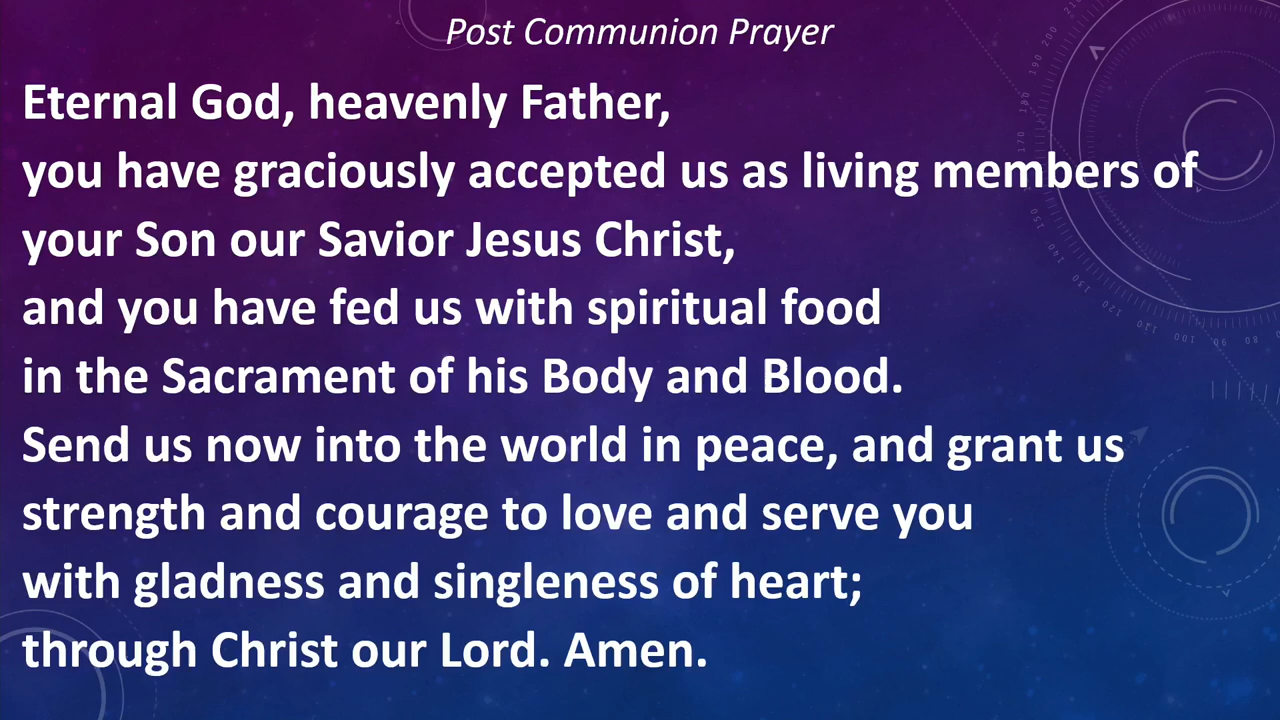 Post Communion Prayer
Eternal God, heavenly Father,
you have graciously accepted us as living members of
your Son our Savior Jesus Christ,
and you have fed us with spiritual food
in the Sacrament of his Body and Blood.
Send us now into the world in peace, and grant us
strength and courage to love and serve you
with gladness and singleness of heart;
through Christ our Lord. Amen.